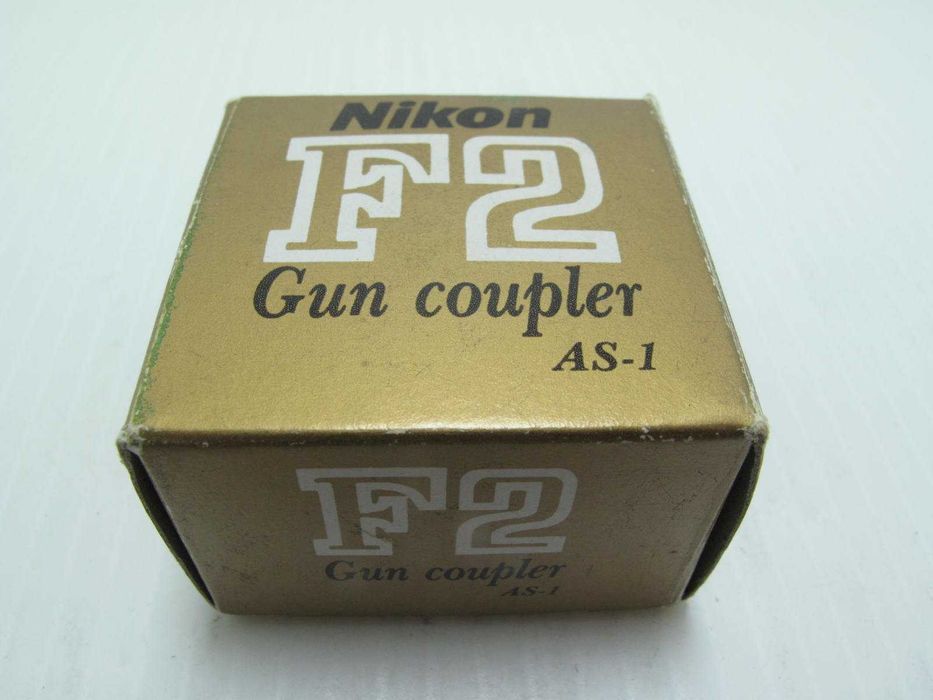 Nikon
F2
Gun coupler
AS-1
F2
Gun coupler
AS-1